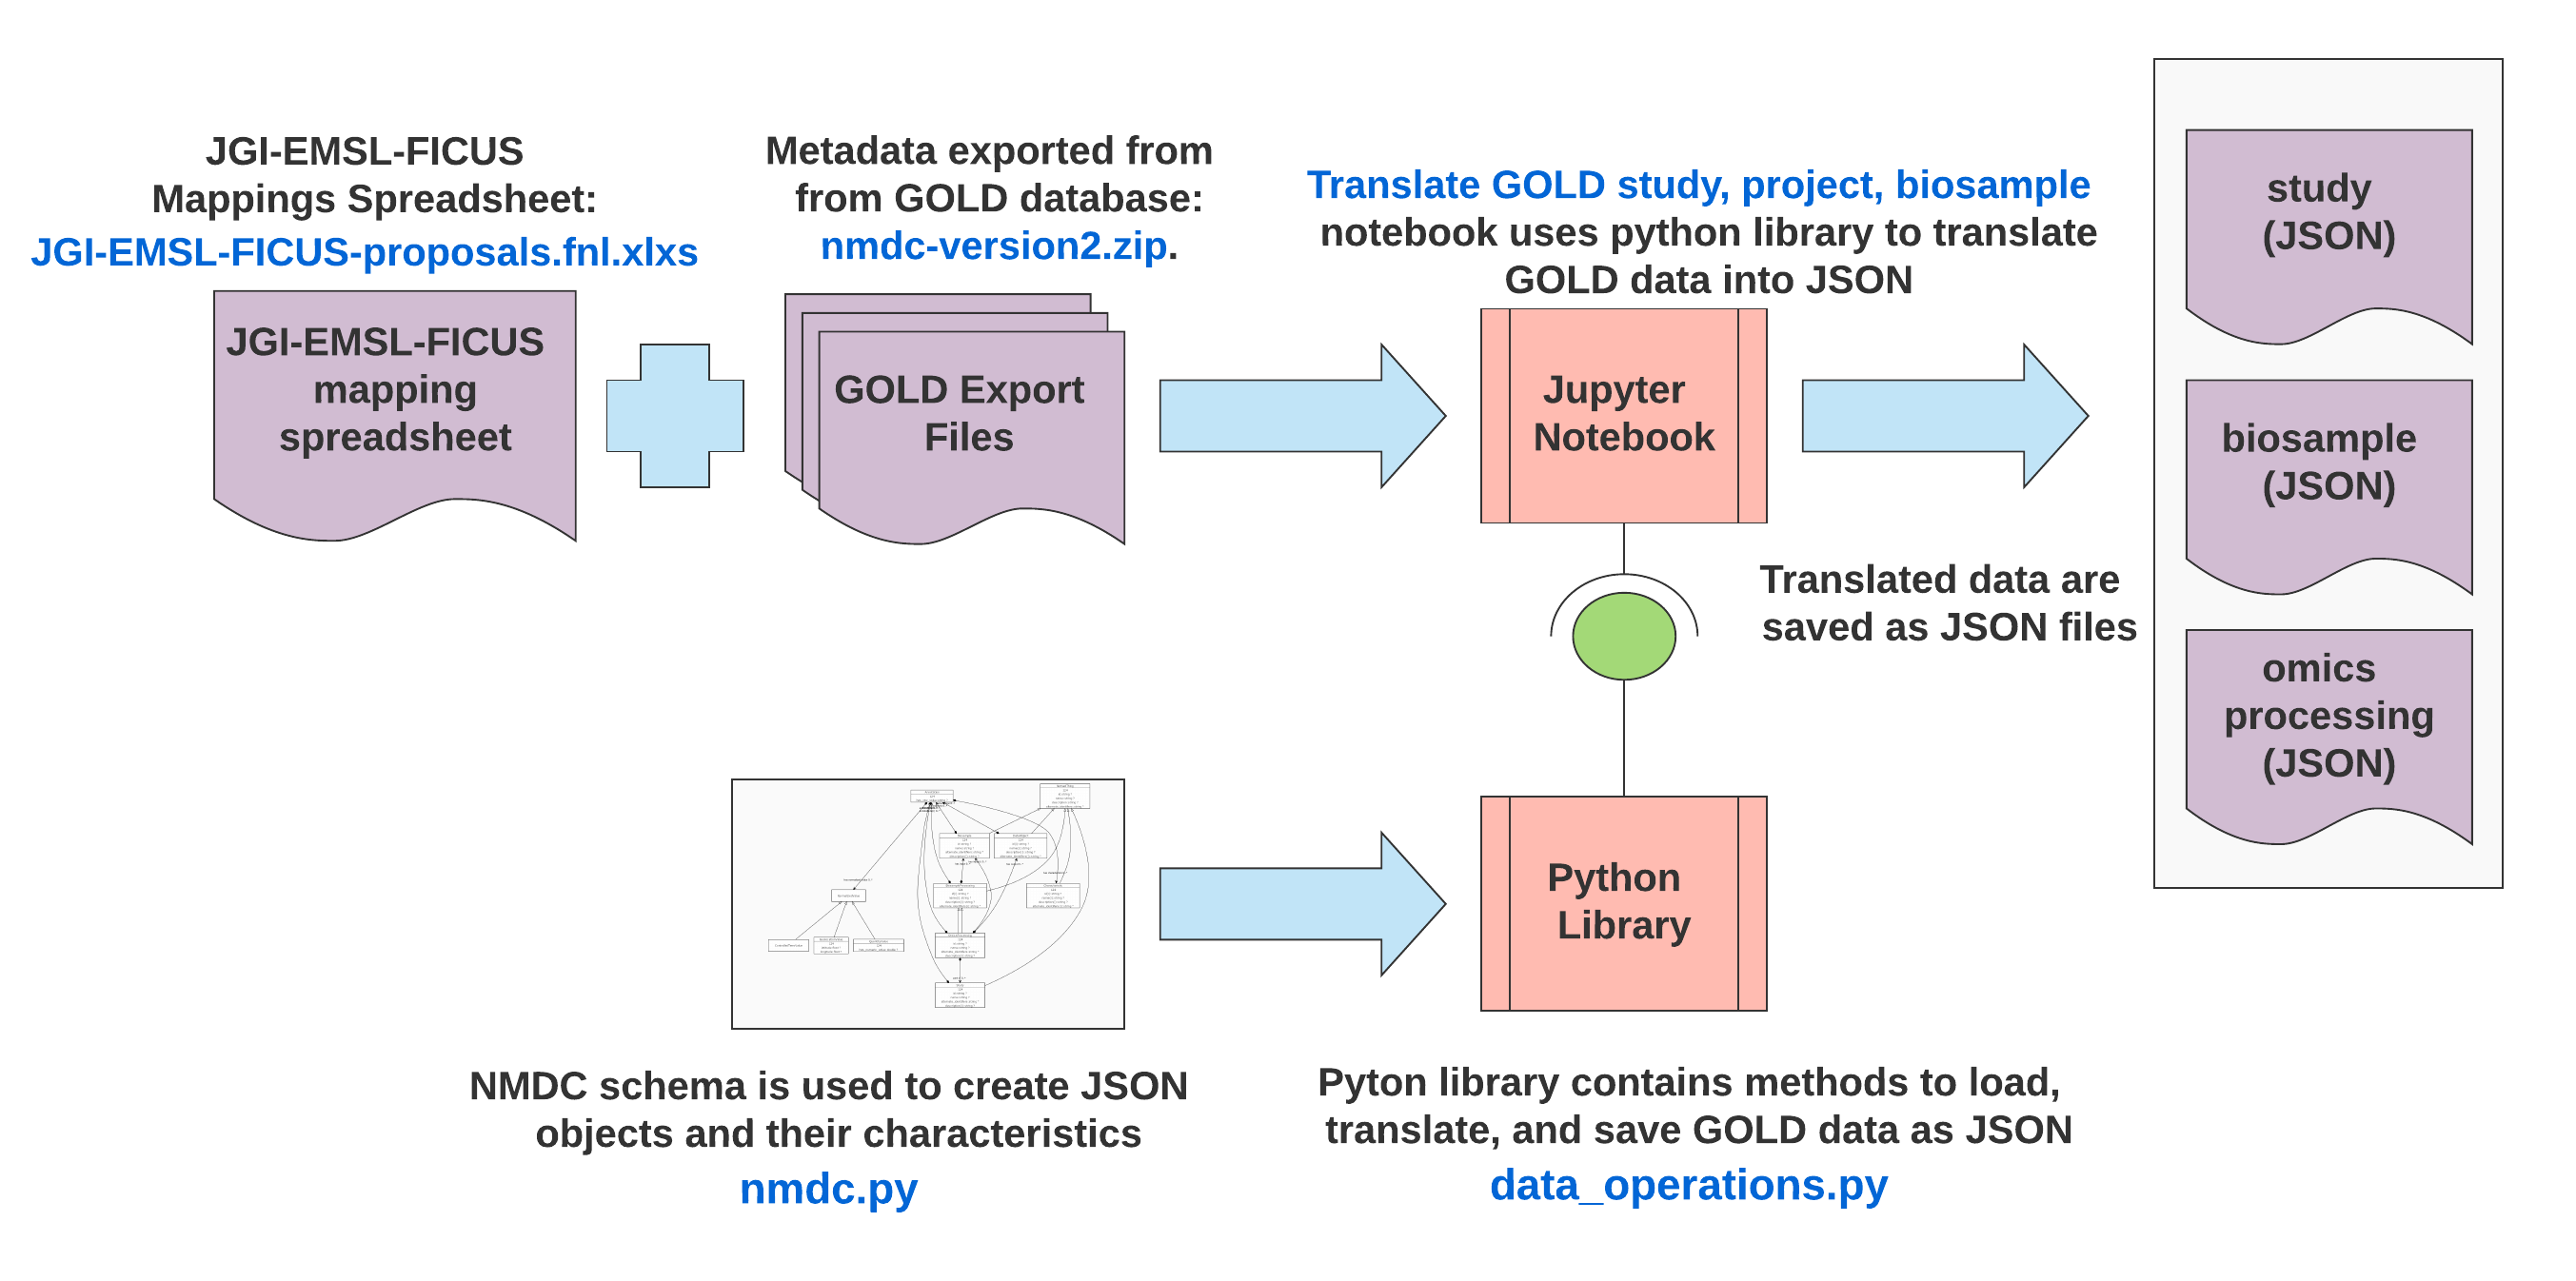 JGI-EMSL-FICUS
Mappings Spreadsheet:
JGI-EMSL-FICUS-proposals.fnl.xlxs
JGI-EMSL-FICUS
mapping
spreadsheet
Metadata exported from
from GOLD database:
nmdc-version2.zip.
GOLD Export
Files
Translate GOLD study, project, biosample
notebook uses python library to translate
GOLD data into JSON
Jupyter
Notebook
Translated data are
saved as JSON files
study
(JSON)
biosample
(JSON)
omics
processing
(JSON)
NMDC schema is used to create JSON
objects and their characteristics
nmdc.py
Python
Library
Pyton library contains methods to load,
translate, and save GOLD data as JSON
data_operations.py